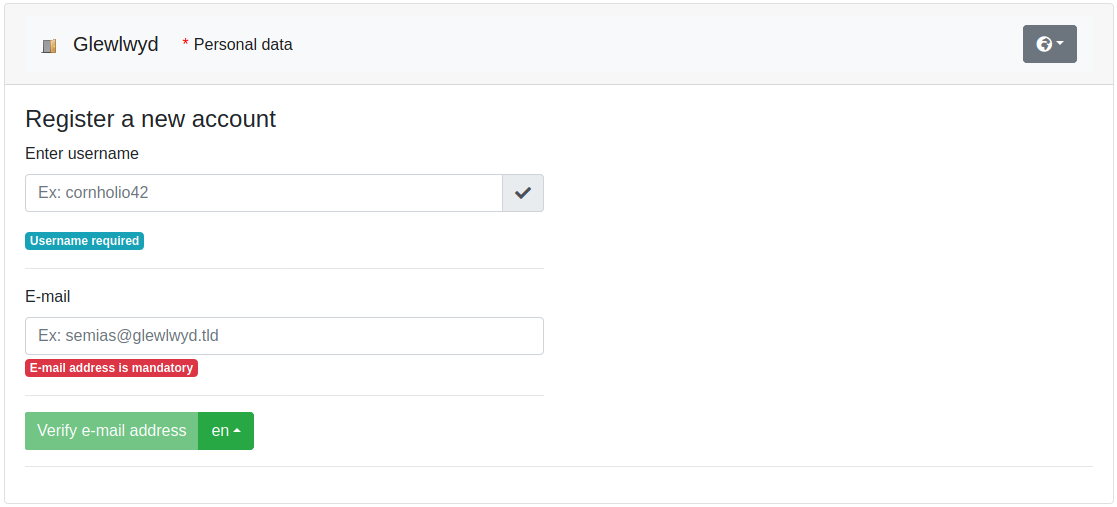 Glewlwyd * Personal data
Register a new account
Enter username
Ex: cornholio42
Username required
E-mail
Ex: semias@glewlwyd.tld
E-mail address is mandatory
Verify e-mail address en